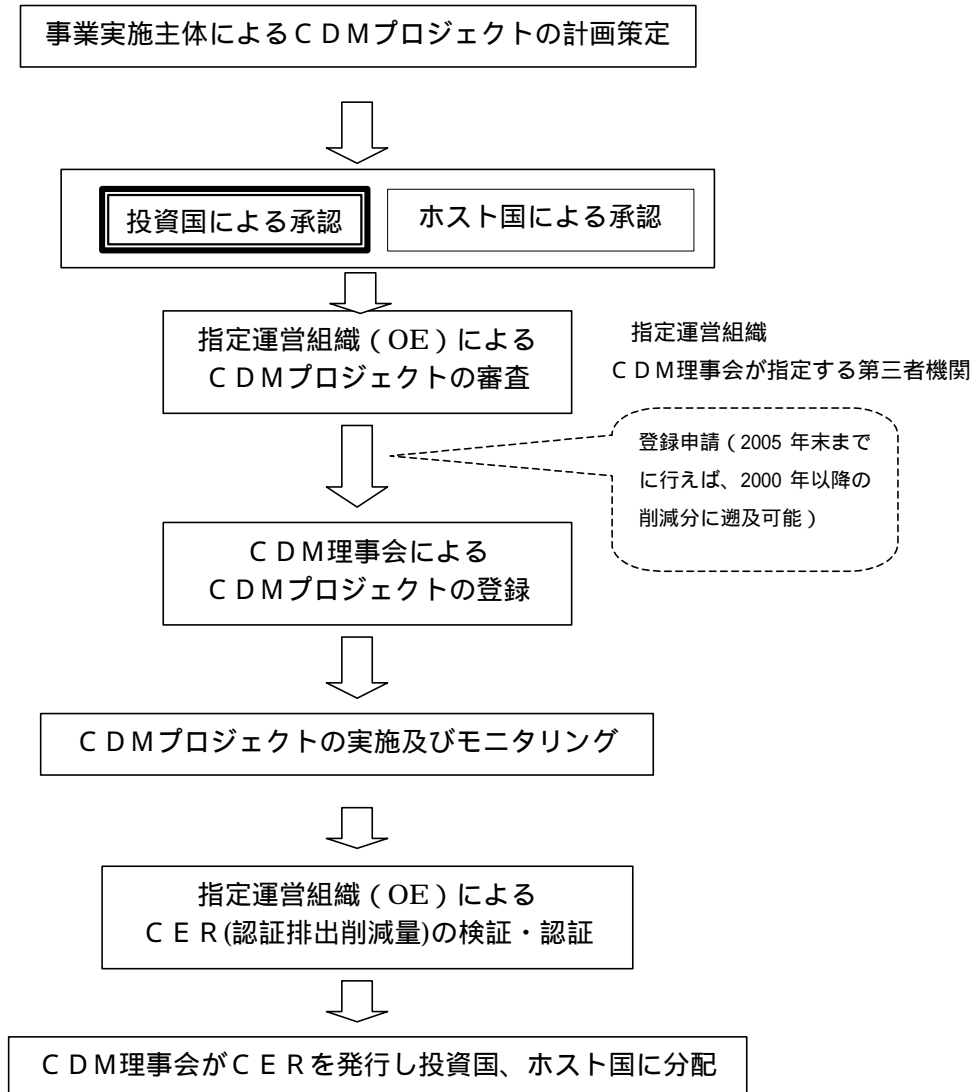 事業実施主体によるＣＤＭプロジェクトの計画策定
投資国による承認
ホスト国による承認
指定運営組織（OE）による
ＣＤＭプロジェクトの審査
指定運営組織
ＣＤＭ理事会が指定する第三者機関
登録申請（2005 年末まで
に行えば、2000 年以降の
削減分に遡及可能）
ＣＤＭ理事会による
ＣＤＭプロジェクトの登録
ＣＤＭプロジェクトの実施及びモニタリング
指定運営組織（OE）による
ＣＥＲ(認証排出削減量)の検証・認証
ＣＤＭ理事会がＣＥＲを発行し投資国、ホスト国に分配